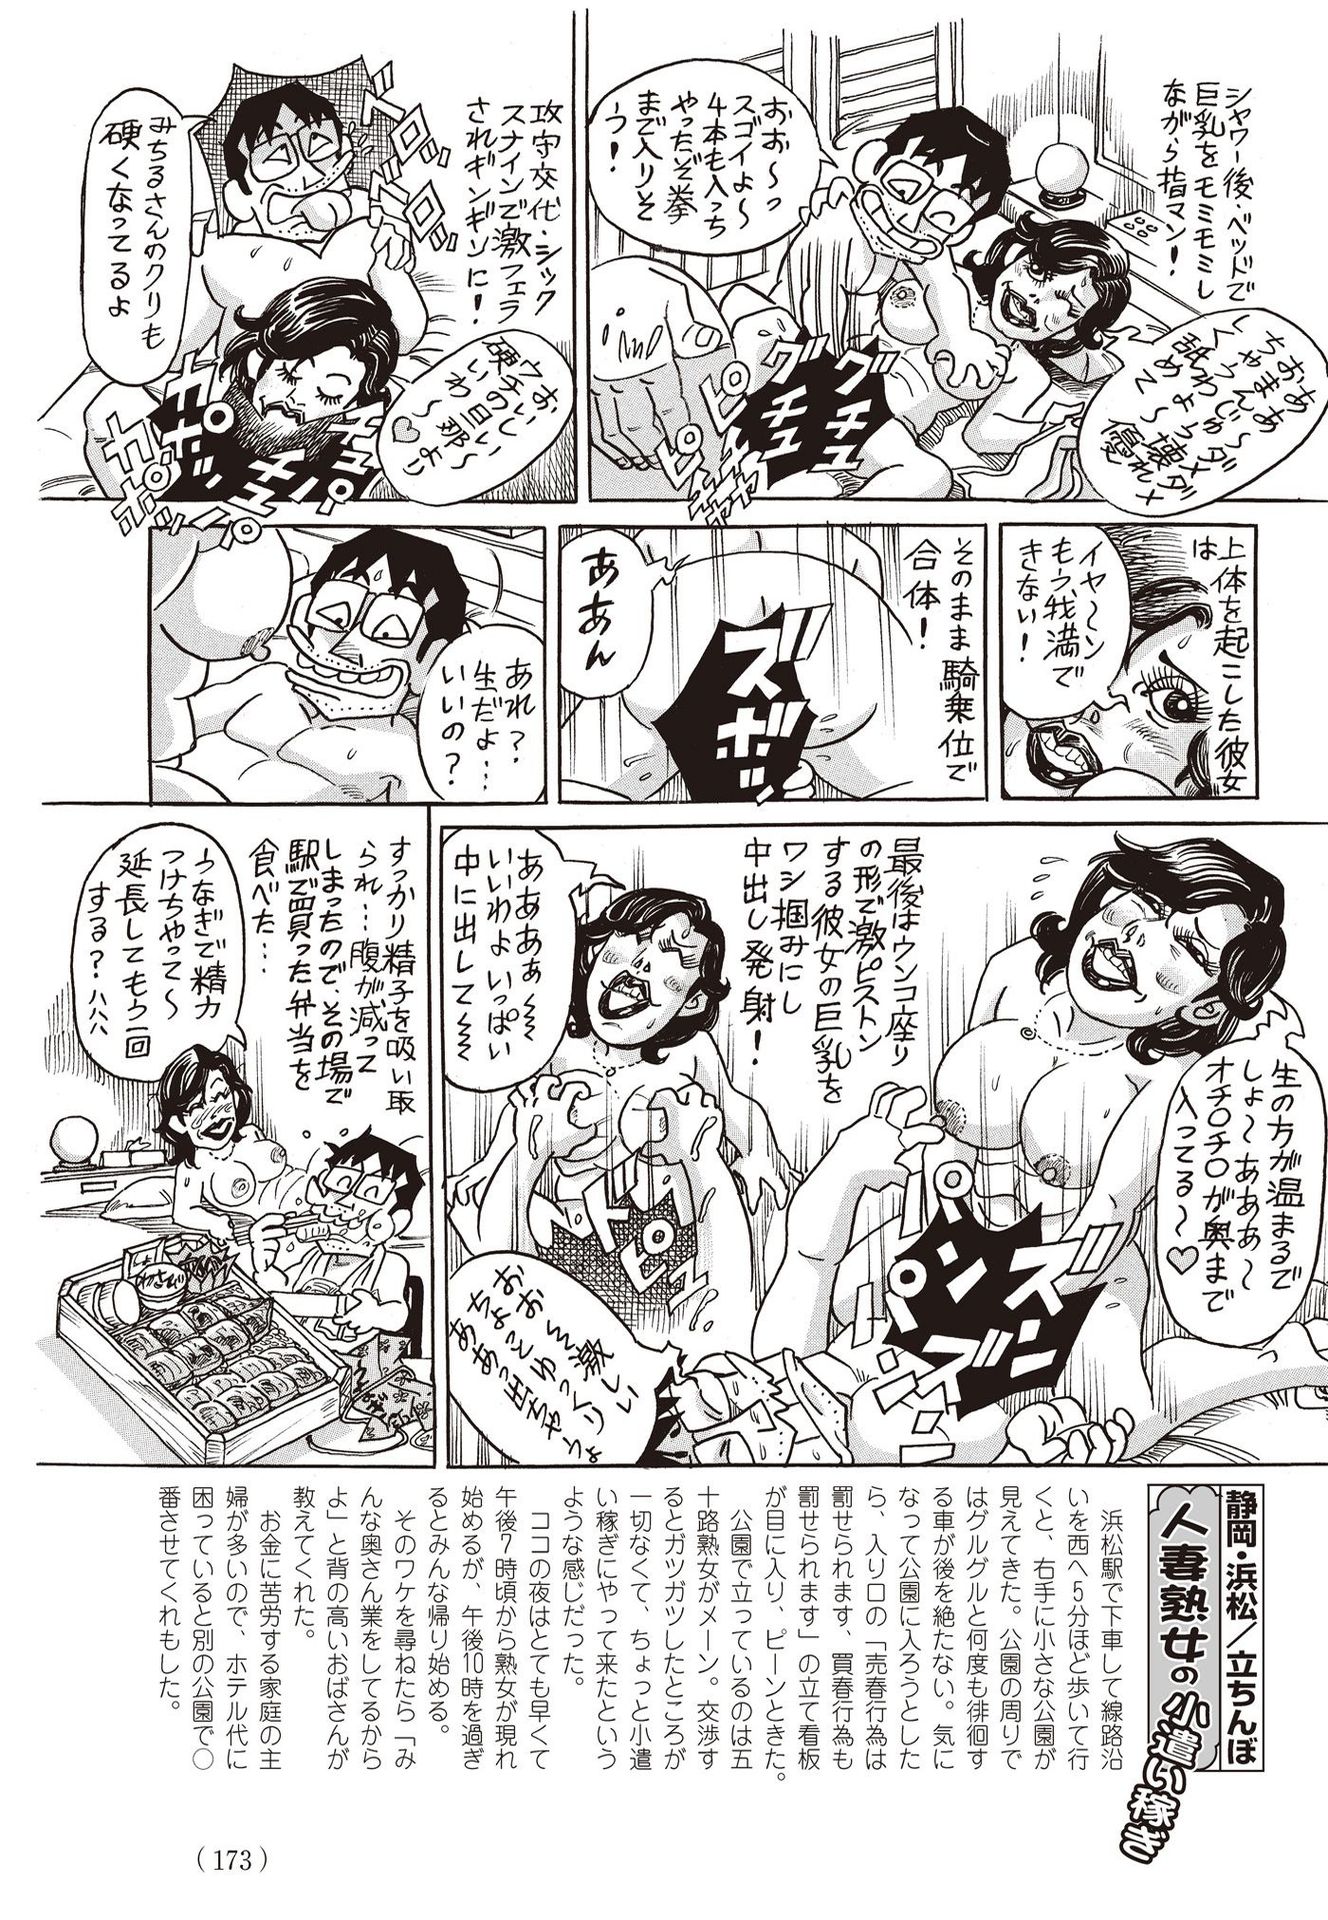 シャワー後・ベッドで
巨乳をモミモミし
ながら指マン！
おお〜っ
スゴイよ〜
4本も入っち
やったぞ拳
まで入りそ
う！
グチュ
グチュ
攻守交代・シック
スナインで激フェラ
されギンギンに！
みちるさんのクリも
硬くなってるよ
上体を起こした彼女
は
イヤ〜ン
もう、我満で
きない！
そのまま騎乗位で
合体！
ああん
ズボッ
あれ？
生だよ…
いいの？
生の方が温まるで
しょ〜あああ〜
オチ〇チ〇が奥まで
入ってる〜♡
最後はウンコ座り
の形で激ピストン
する彼女の巨乳を
ワシ掴みにし
中出し発射！
ああああ〜〜
いいわよいっぱい
中に出して〜〜
おお〜〜激しい
ちょっとゆっくり
すっかり精子を吸い取
られ…腹が減って
しまったので、その場で
駅で買った弁当を
食べた…
うなぎで精力
つけちゃって〜
延長してもう一回
する？ハハハ
わさび
静岡・浜松／立ちんぼ
人妻熟女の小遣い稼ぎ
浜松駅で下車して線路沿
いを西へ5分ほど歩いて行
くと、右手に小さな公園が
見えてきた。公園の周りで
はグルグルと何度も徘徊す
る車が後を絶たない。気に
なって公園に入ろうとした
ら、入り口の「売春行為は
罰せられます、買春行為も
罰せられます」の立て看板
が目に入り、ピーンときた。
公園で立っているのは五
十路熟女がメーン。交渉す
るとガツガツしたところが
一切なくて、ちょっと小遣
い稼ぎにやって来たという
ような感じだった。
ココの夜はとても早くて
午後7時頃から熟女が現れ
始めるが、午後10時を過ぎ
るとみんな帰り始める。
そのワケを尋ねたら「み
んな奥さん業をしてるから
よ」と背の高いおばさんが
教えてくれた。
お金に苦労する家庭の主
婦が多いので、ホテル代に
困っていると別の公園で〇
番させてくれもした。
(173)